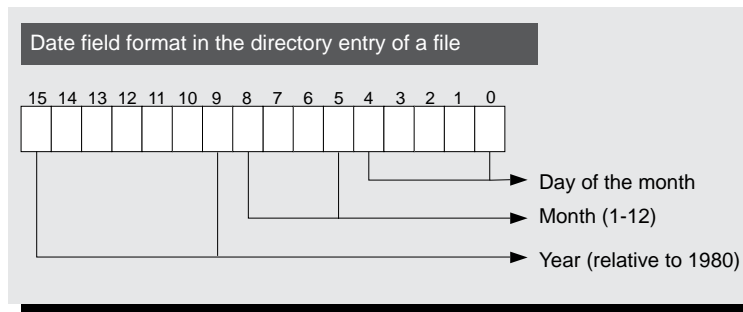 Date field format in the directory entry of a file
15 14 13 12 11 10 9 8 7 6 5 4 3 2 1 0
Day of the month
Month (1-12)
Year (relative to 1980)